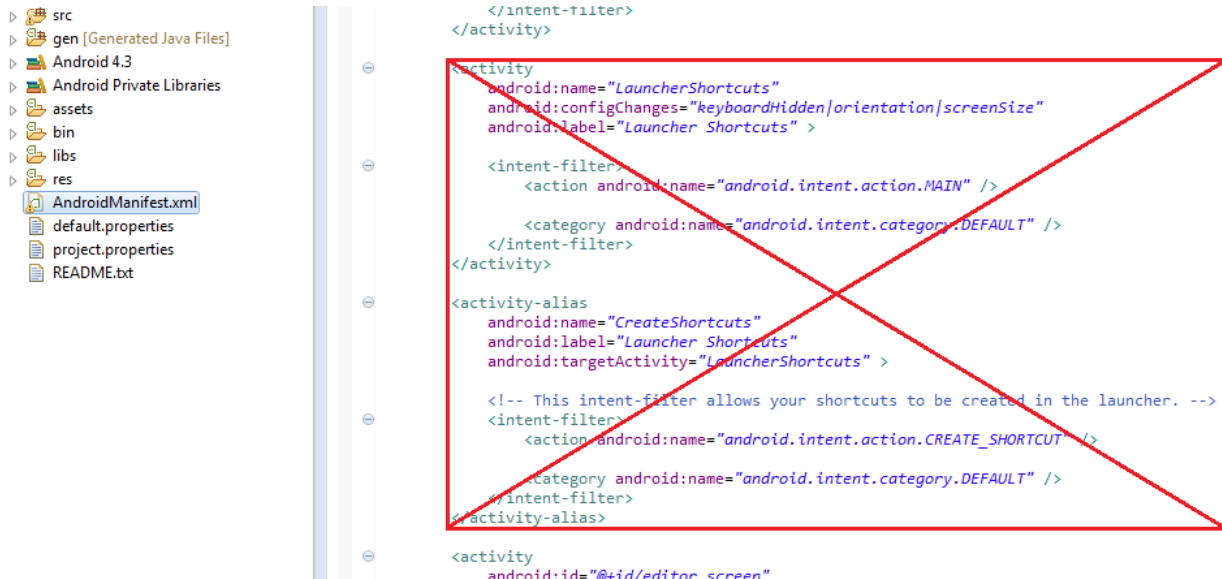 src
gen [Generated Java Files]
Android 4.3
Android Private Libraries
assets
bin
libs
res
AndroidManifest.xml
default.properties
project.properties
README.txt
</intent-filter>
</activity>
<activity
android:name="LauncherShortcuts"
android:configChanges="keyboardHidden|orientation|screenSize"
android:label="Launcher Shortcuts" >
<intent-filter>
<action android:name="android.intent.action.MAIN" />
<category android:name="android.intent.category.DEFAULT" />
</intent-filter>
</activity>
<activity-alias
android:name="CreateShortcuts"
android:label="Launcher Shortcuts"
android:targetActivity="LauncherShortcuts" >
<!-- This intent-filter allows your shortcuts to be created in the launcher. -->
<intent-filter>
<action android:name="android.intent.action.CREATE_SHORTCUT" />
<category android:name="android.intent.category.DEFAULT" />
</intent-filter>
</activity-alias>
<activity
android:id="@+id/editor_screen"